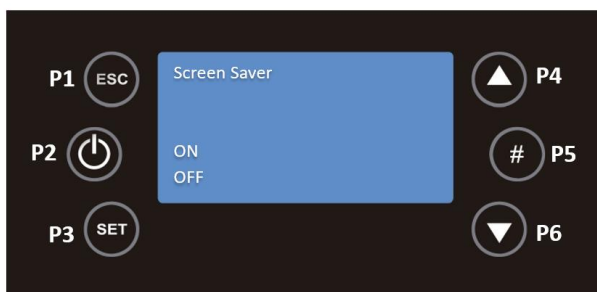 P1 ESC
Screen Saver
P4
P2
ON
# P5
OFF
P3 SET
P6